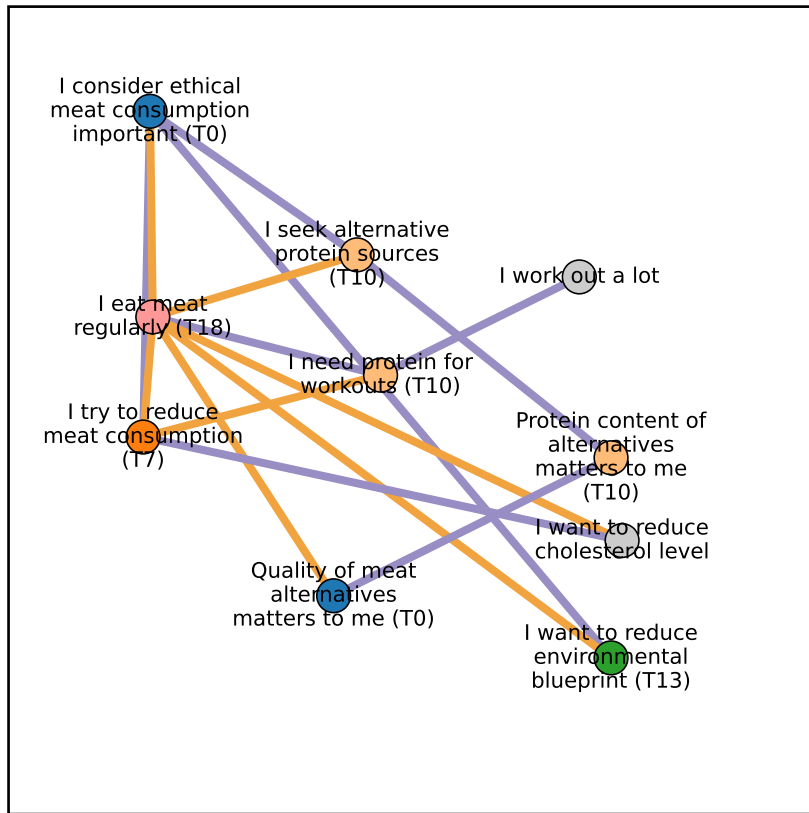 I consider ethical
meat consumption
important (T0)
I seek alternative
protein sources
(T10)
I work out a lot
I eat meat
regularly (T18)
I need protein for
workouts (T10)
I try to reduce
meat consumption
(T7)
Protein content of
alternatives
matters to me
(T10)
I want to reduce
cholesterol level
Quality of meat
alternatives
matters to me (T0)
I want to reduce
environmental
blueprint (T13)